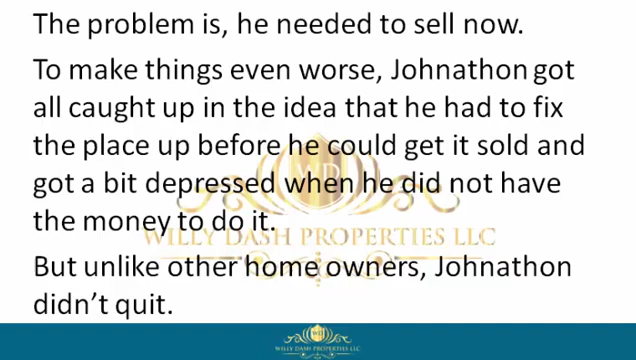 The problem is, he needed to sell now.
To make things even worse, Johnathon got
all caught up in the idea that he had to fix
the place up before he could get it sold and
got a bit depressed when he did not have
the money to do it.
WILLY DASH PROPERTIES LLC
But unlike other home owners, Johnathon
didn't quit.
WILLY DASH PROPERTIES LLC